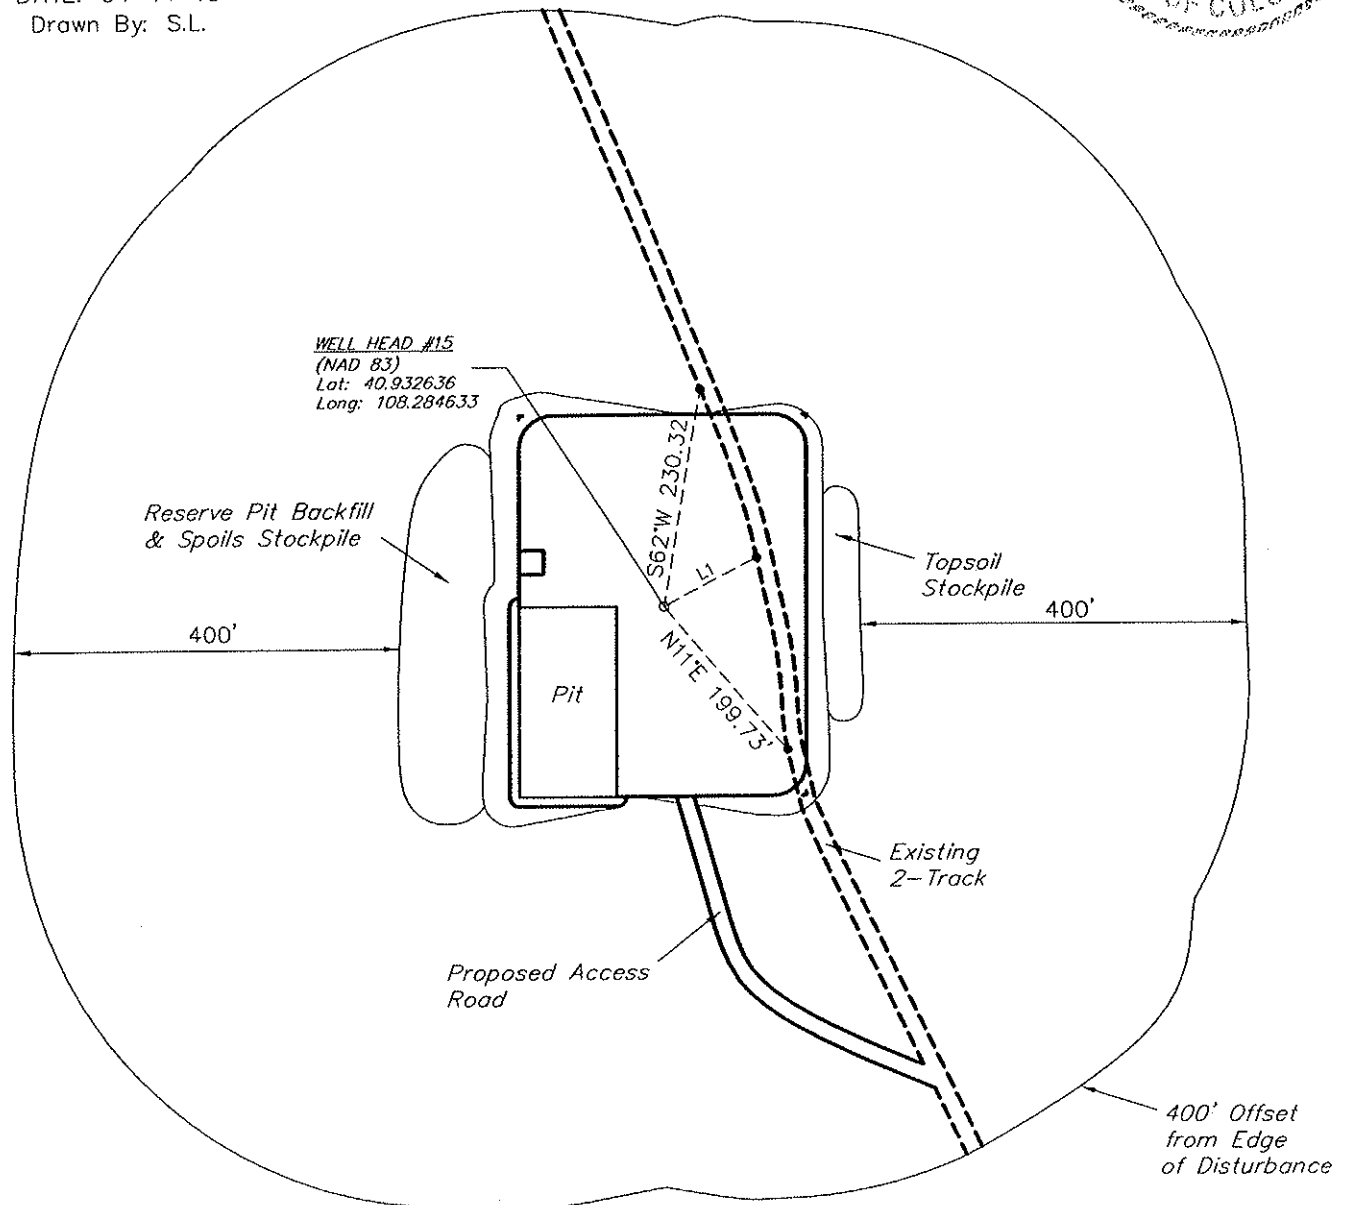 Drawn By: S.L.
WELL HEAD #15
(NAD 83)
Lat: 40.932636
Long: 108.284633
S62°W 230.32
Reserve Pit Backfill
& Spoils Stockpile
L1
Topsoil
Stockpile
400'
400'
N11°E 199.73'
Pit
Existing
2-Track
Proposed Access
Road
400' Offset
from Edge
of Disturbance